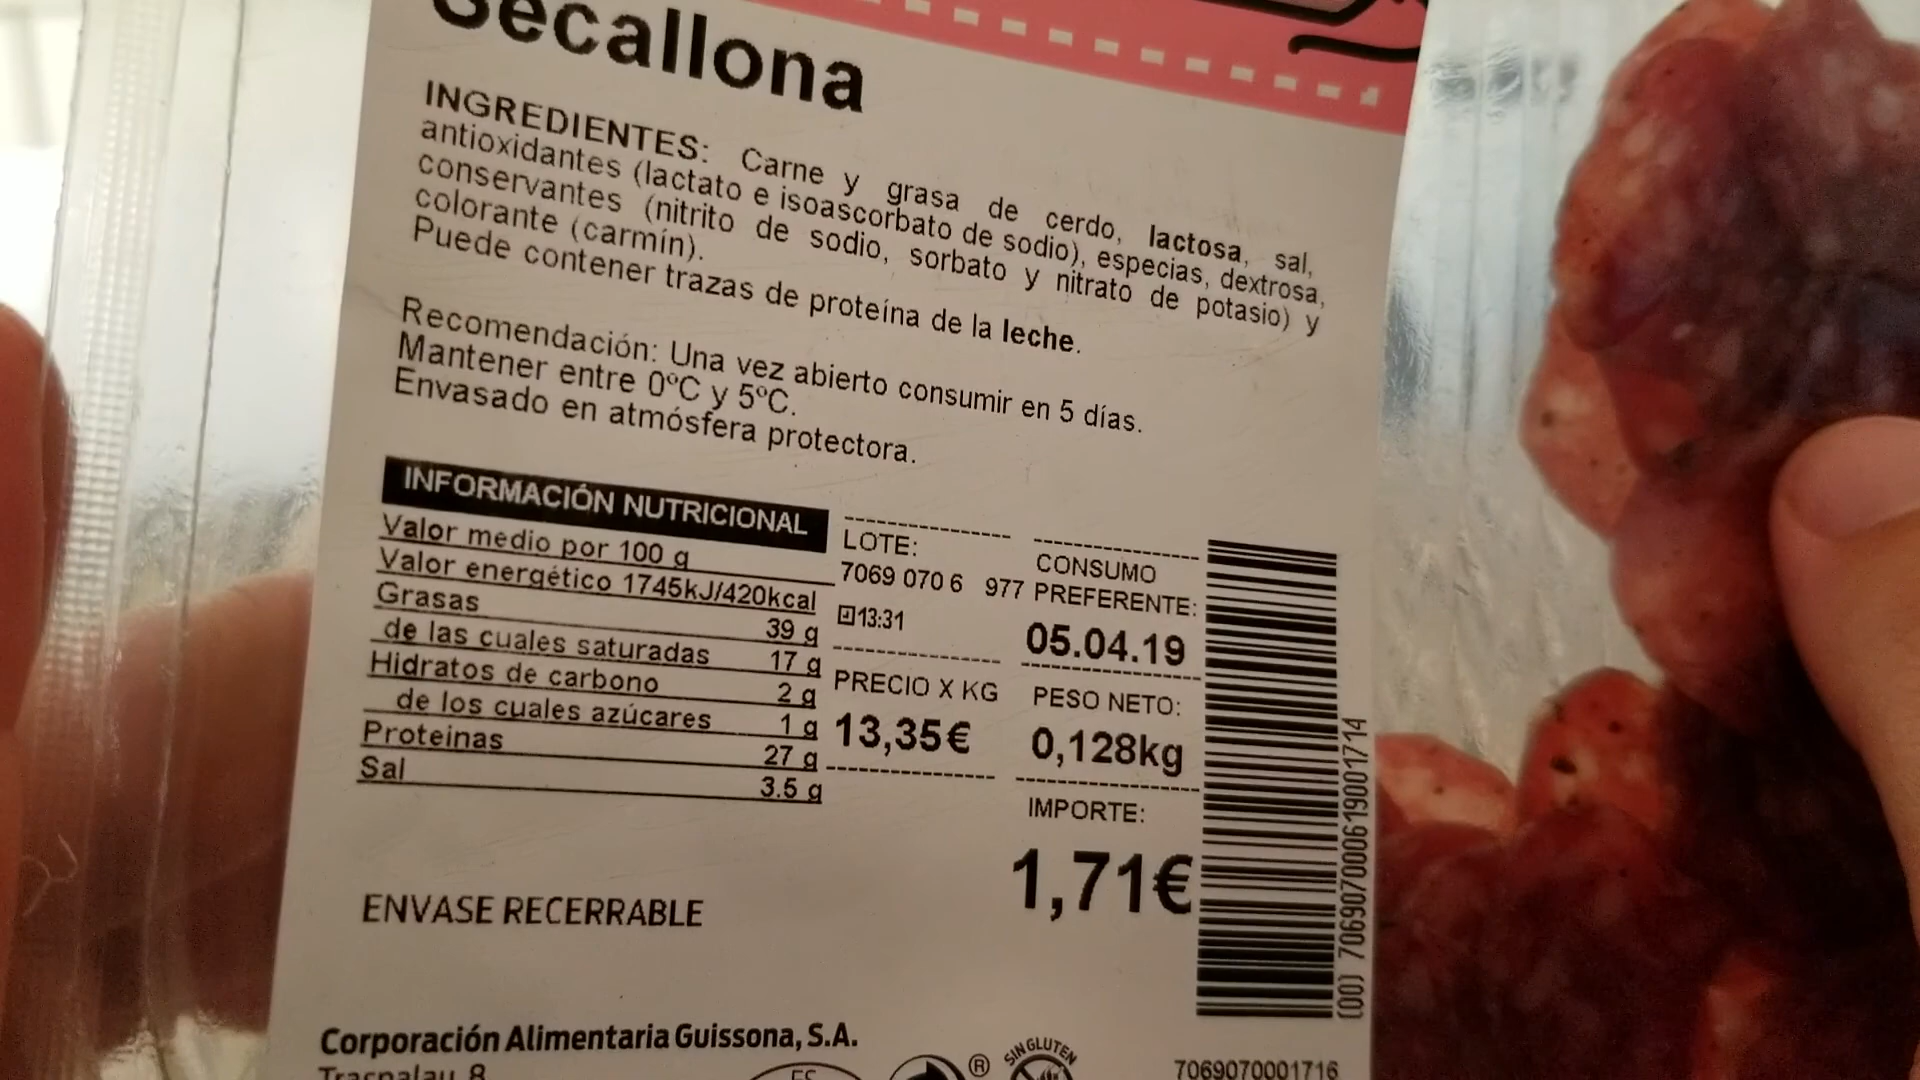 Secallona
INGREDIENTES: Carne y grasa de cerdo, lactosa, sal,
antioxidantes (lactato e isoascorbato de sodio), especias, dextrosa,
conservantes (nitrito de sodio, sorbato y nitrato de potasio) y
colorante (carmín).
Puede contener trazas de proteína de la leche.
Recomendación: Una vez abierto consumir en 5 días.
Mantener entre 0ºC y 5ºC.
Envasado en atmósfera protectora.
INFORMACIÓN NUTRICIONAL
Valor medio por 100 g
Valor energético 1745kJ/420kcal
Grasas 39 g
de las cuales saturadas 17 g
Hidratos de carbono 2 g
de los cuales azúcares 1 g
Proteinas 27 g
Sal 3.5 g
LOTE:
7069 070 6 977
13:31
CONSUMO
PREFERENTE:
05.04.19
PRECIO X KG
13,35€
PESO NETO:
0,128kg
IMPORTE:
1,71€
(00) 706907000619001714
ENVASE RECERRABLE
Corporación Alimentaria Guissona, S.A.
ES
®
SIN GLUTEN
7069070001716